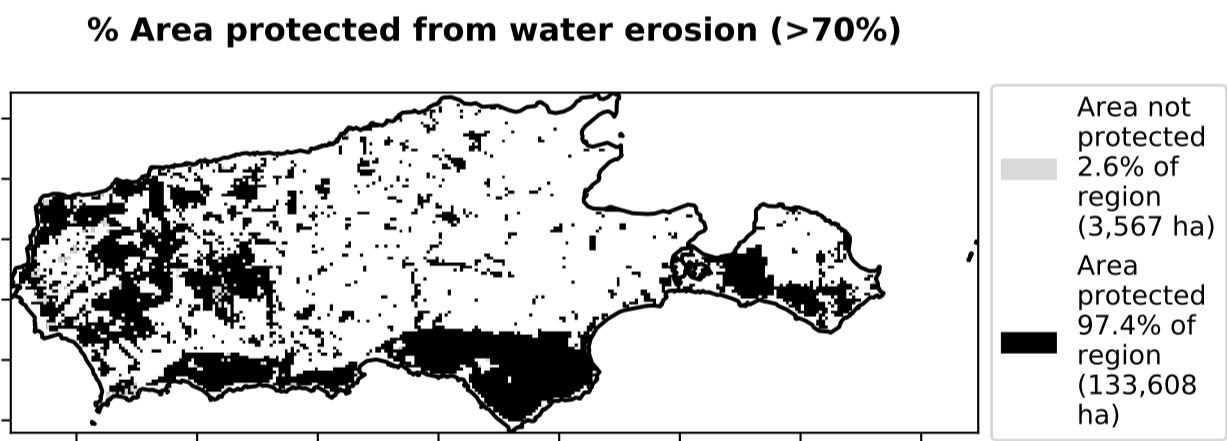 % Area protected from water erosion (>70%)
Area not
protected
2.6% of
region
(3,567 ha)
Area
protected
97.4% of
region
(133,608
ha)